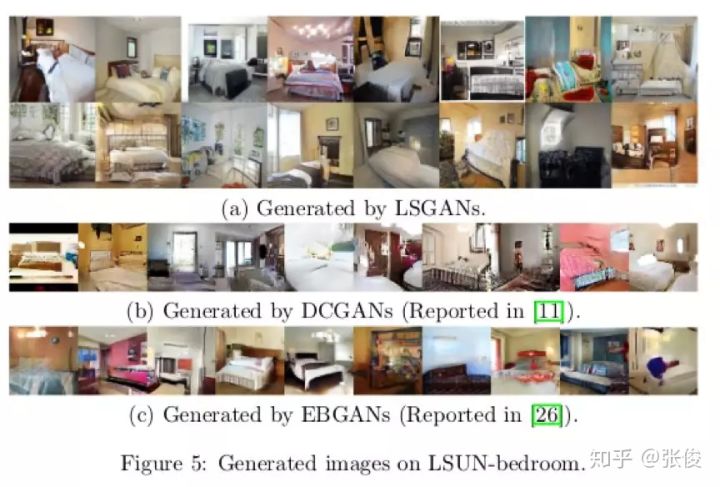 (a) Generated by LSGANs.
(b) Generated by DCGANs (Reported in [11]).
(c) Generated by EBGANs (Reported in [26]).
Figure 5: Generated images on LSUN-bedroom.
知乎 @张俊